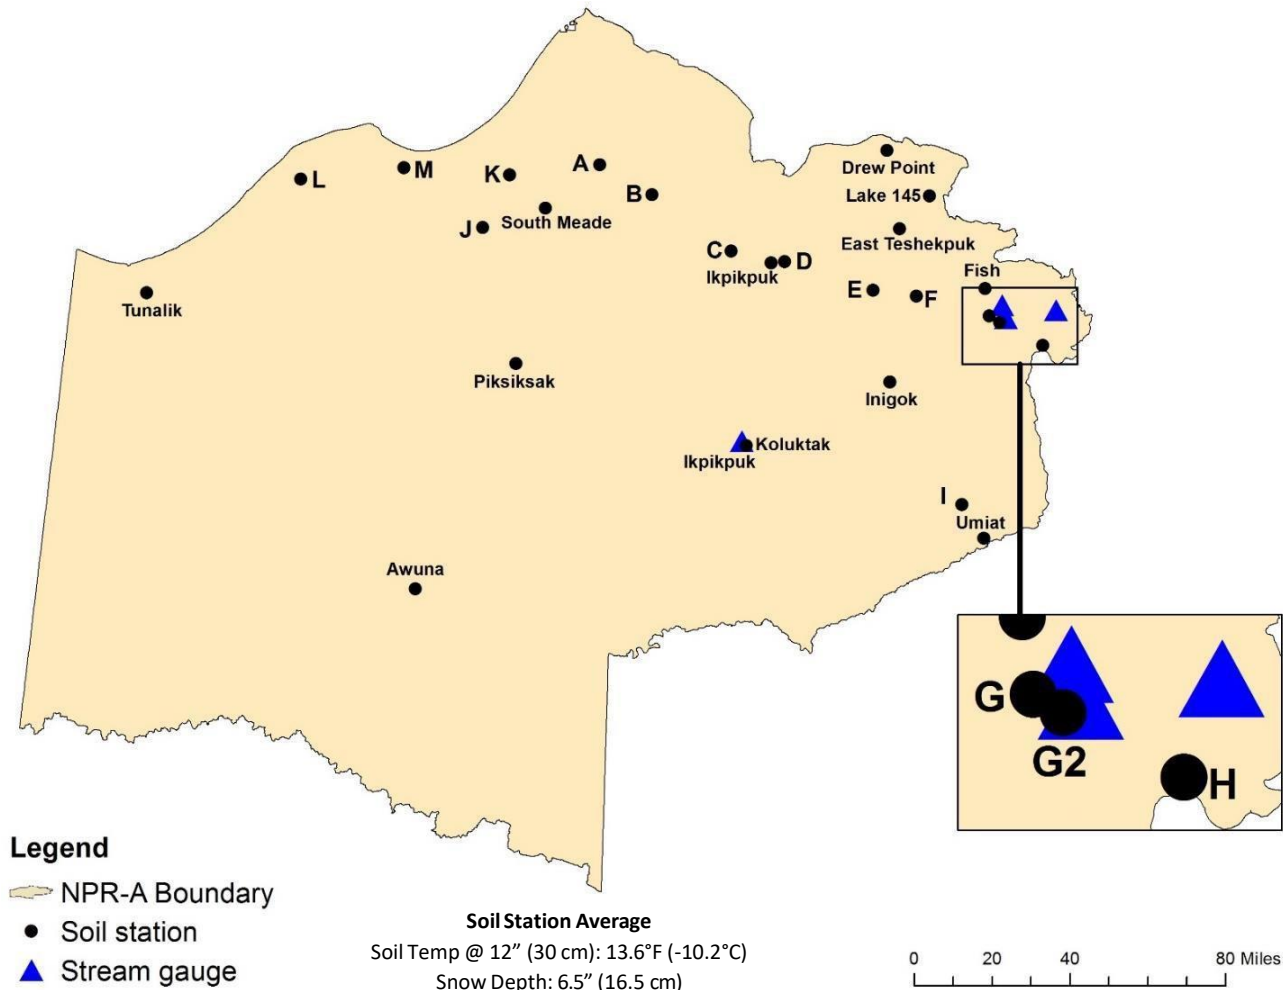 Drew Point
A
M
K
L
B
Lake 145
South Meade
J
East Teshekpuk
C
D
Ikpikpuk
Fish
E
F
Tunalik
Piksiksak
Inigok
Koluktak
Ikpikpuk
I
Umiat
Awuna
G
G2
H
Legend
NPR-A Boundary
Soil station
Stream gauge
Soil Station Average
Soil Temp @ 12” (30 cm): 13.6°F (-10.2°C)
Snow Depth: 6.5” (16.5 cm)
0 20 40 80 Miles